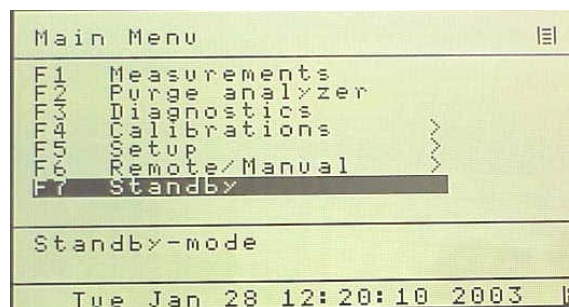 Main Menu
F1 Measurements
F2 Purge analyzer
F3 Diagnostics
F4 Calibrations >
F5 Setup >
F6 Remote/Manual >
F7 Standby
Standby-mode
Tue Jan 28 12:20:10 2003